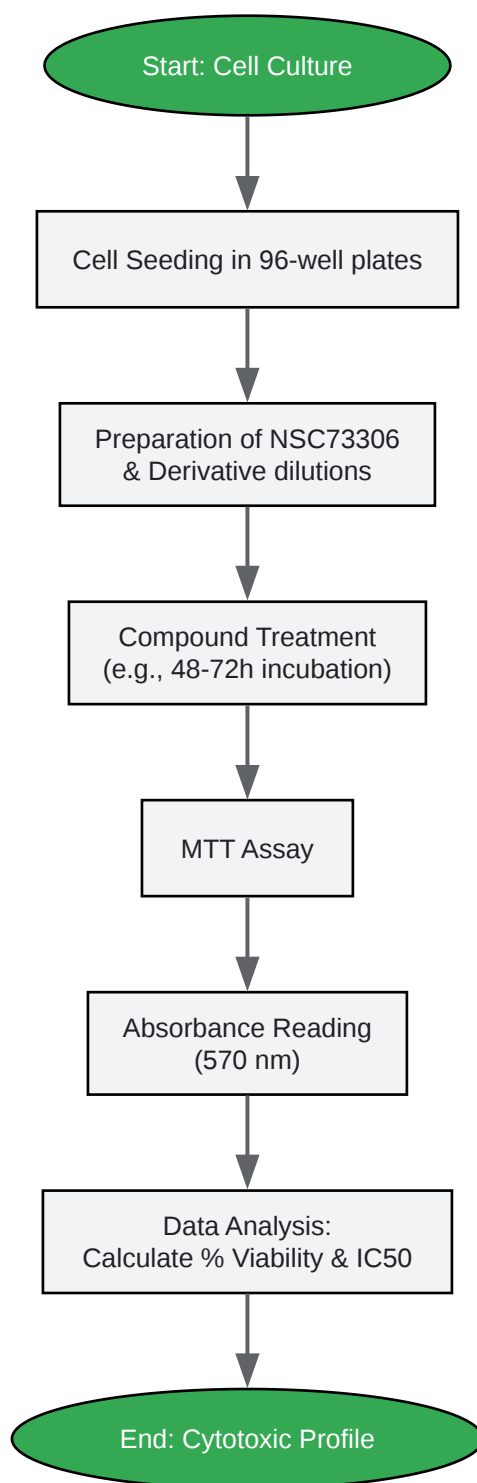 Start: Cell Culture
Cell Seeding in 96-well plates
Preparation of NSC73306
& Derivative dilutions
Compound Treatment
(e.g., 48-72h incubation)
MTT Assay
Absorbance Reading
(570 nm)
Data Analysis:
Calculate % Viability & IC50
End: Cytotoxic Profile